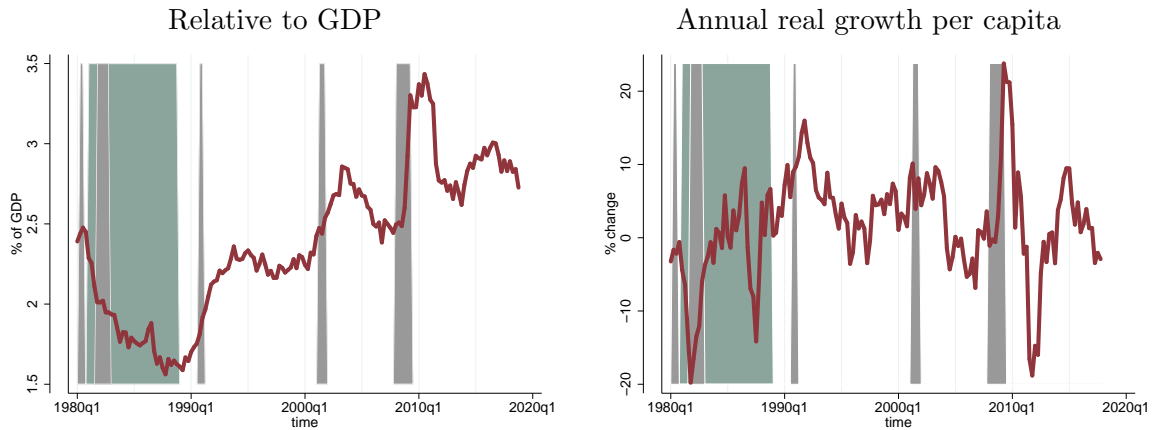 Relative to GDP
% of GDP
3.5
3
2.5
2
1.5
1980q1 1990q1 2000q1 2010q1 2020q1
time
Annual real growth per capita
% change
20
10
0
−10
−20
1980q1 1990q1 2000q1 2010q1 2020q1
time